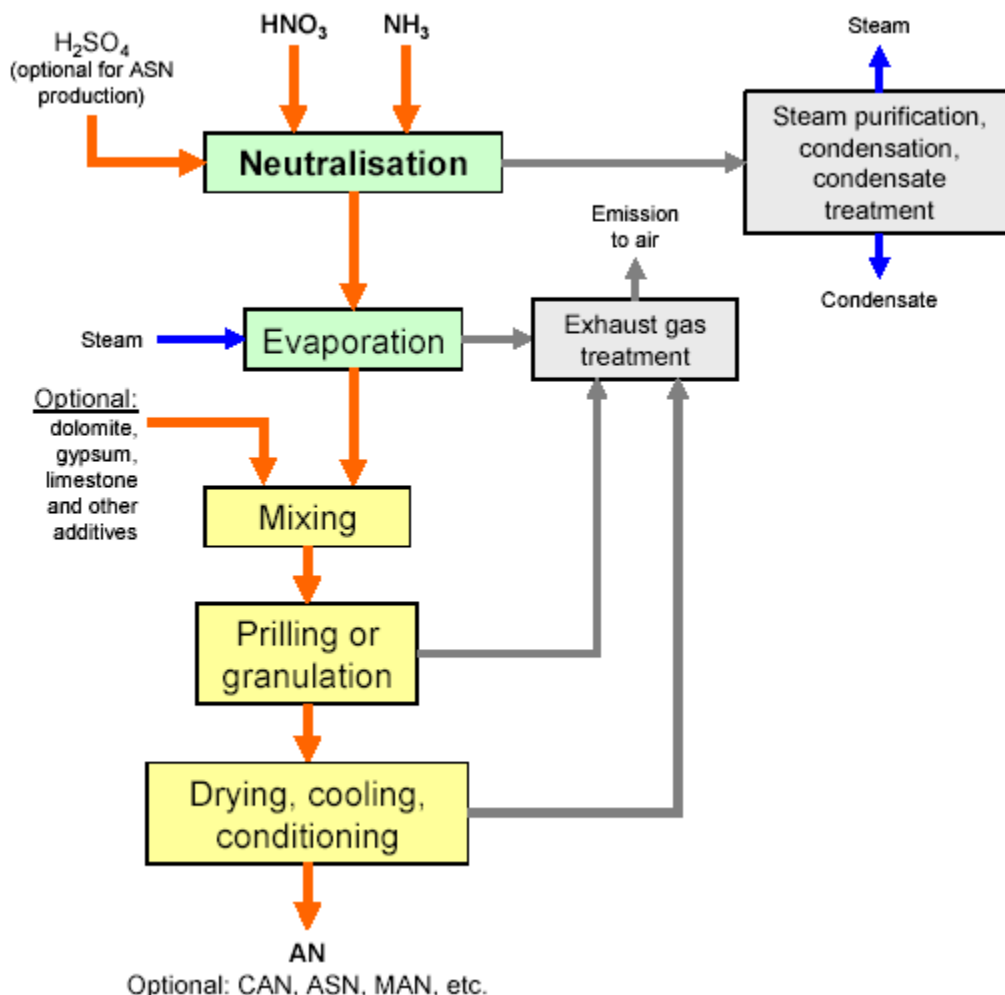 HNO₃
NH₃
H₂SO₄
(optional for ASN
production)
Steam
Neutralisation
Steam purification,
condensation,
condensate
treatment
Emission
to air
Condensate
Steam
Evaporation
Exhaust gas
treatment
Optional:
dolomite,
gypsum,
limestone
and other
additives
Mixing
Prilling or
granulation
Drying, cooling,
conditioning
AN
Optional: CAN, ASN, MAN, etc.